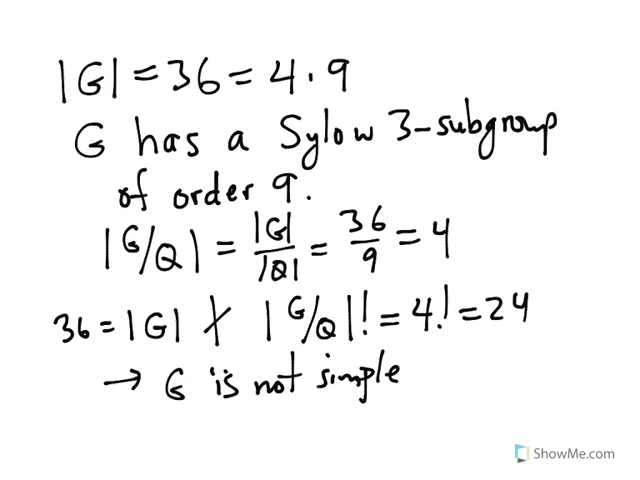 |G| = 36 = 4 · 9
G has a Sylow 3-subgroup
of order 9.
|G/Q| = |G|/|Q| = 36/9 = 4
36 = |G| ∤ |G/Q|! = 4! = 24
→ G is not simple
ShowMe.com